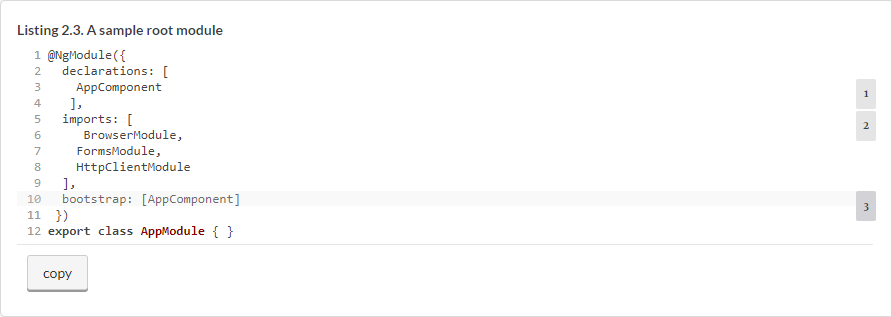 Listing 2.3. A sample root module
1 @NgModule({
2   declarations: [
3     AppComponent 1
4    ],
5   imports: [ 2
6      BrowserModule,
7     FormsModule,
8     HttpClientModule
9   ],
10   bootstrap: [AppComponent] 3
11  })
12 export class AppModule { }
copy